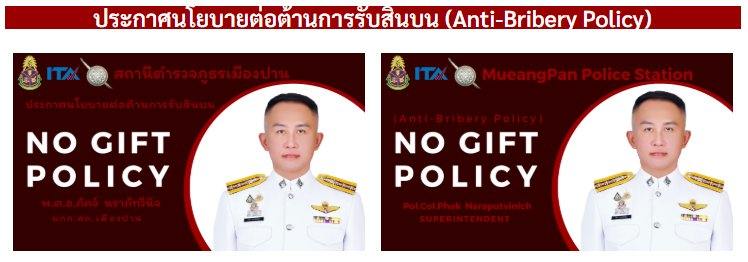 ประกาศนโยบายต่อต้านการรับสินบน (Anti-Bribery Policy)
ITA สถานีตำรวจภูธรเมืองปาน
ประกาศนโยบายต่อต้านการรับสินบน
NO GIFT
POLICY
พ.ต.อ.ภัคว์ นราภัทวินิจ
ผกก.สภ.เมืองปาน
ITA MueangPan Police Station
(Anti-Bribery Policy)
NO GIFT
POLICY
Pol.Col.Phak Naraputvinich
SUPERINTENDENT